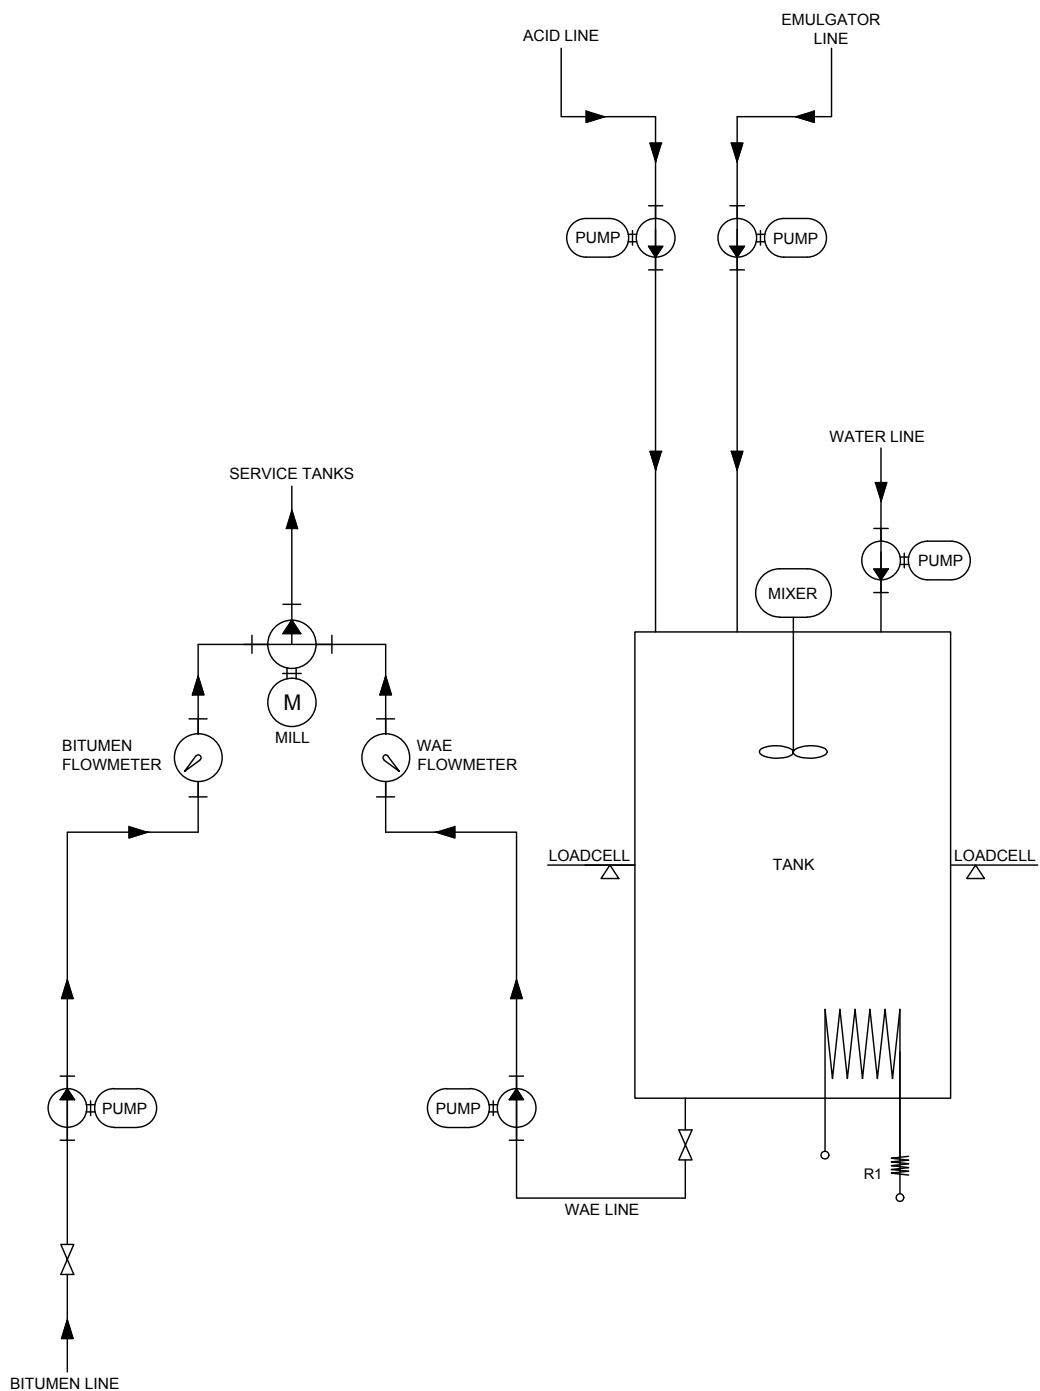 EMULGATOR
LINE
ACID LINE
PUMP
PUMP
WATER LINE
SERVICE TANKS
PUMP
MIXER
M
MILL
BITUMEN
FLOWMETER
WAE
FLOWMETER
LOADCELL
TANK
LOADCELL
PUMP
PUMP
R1
WAE LINE
BITUMEN LINE